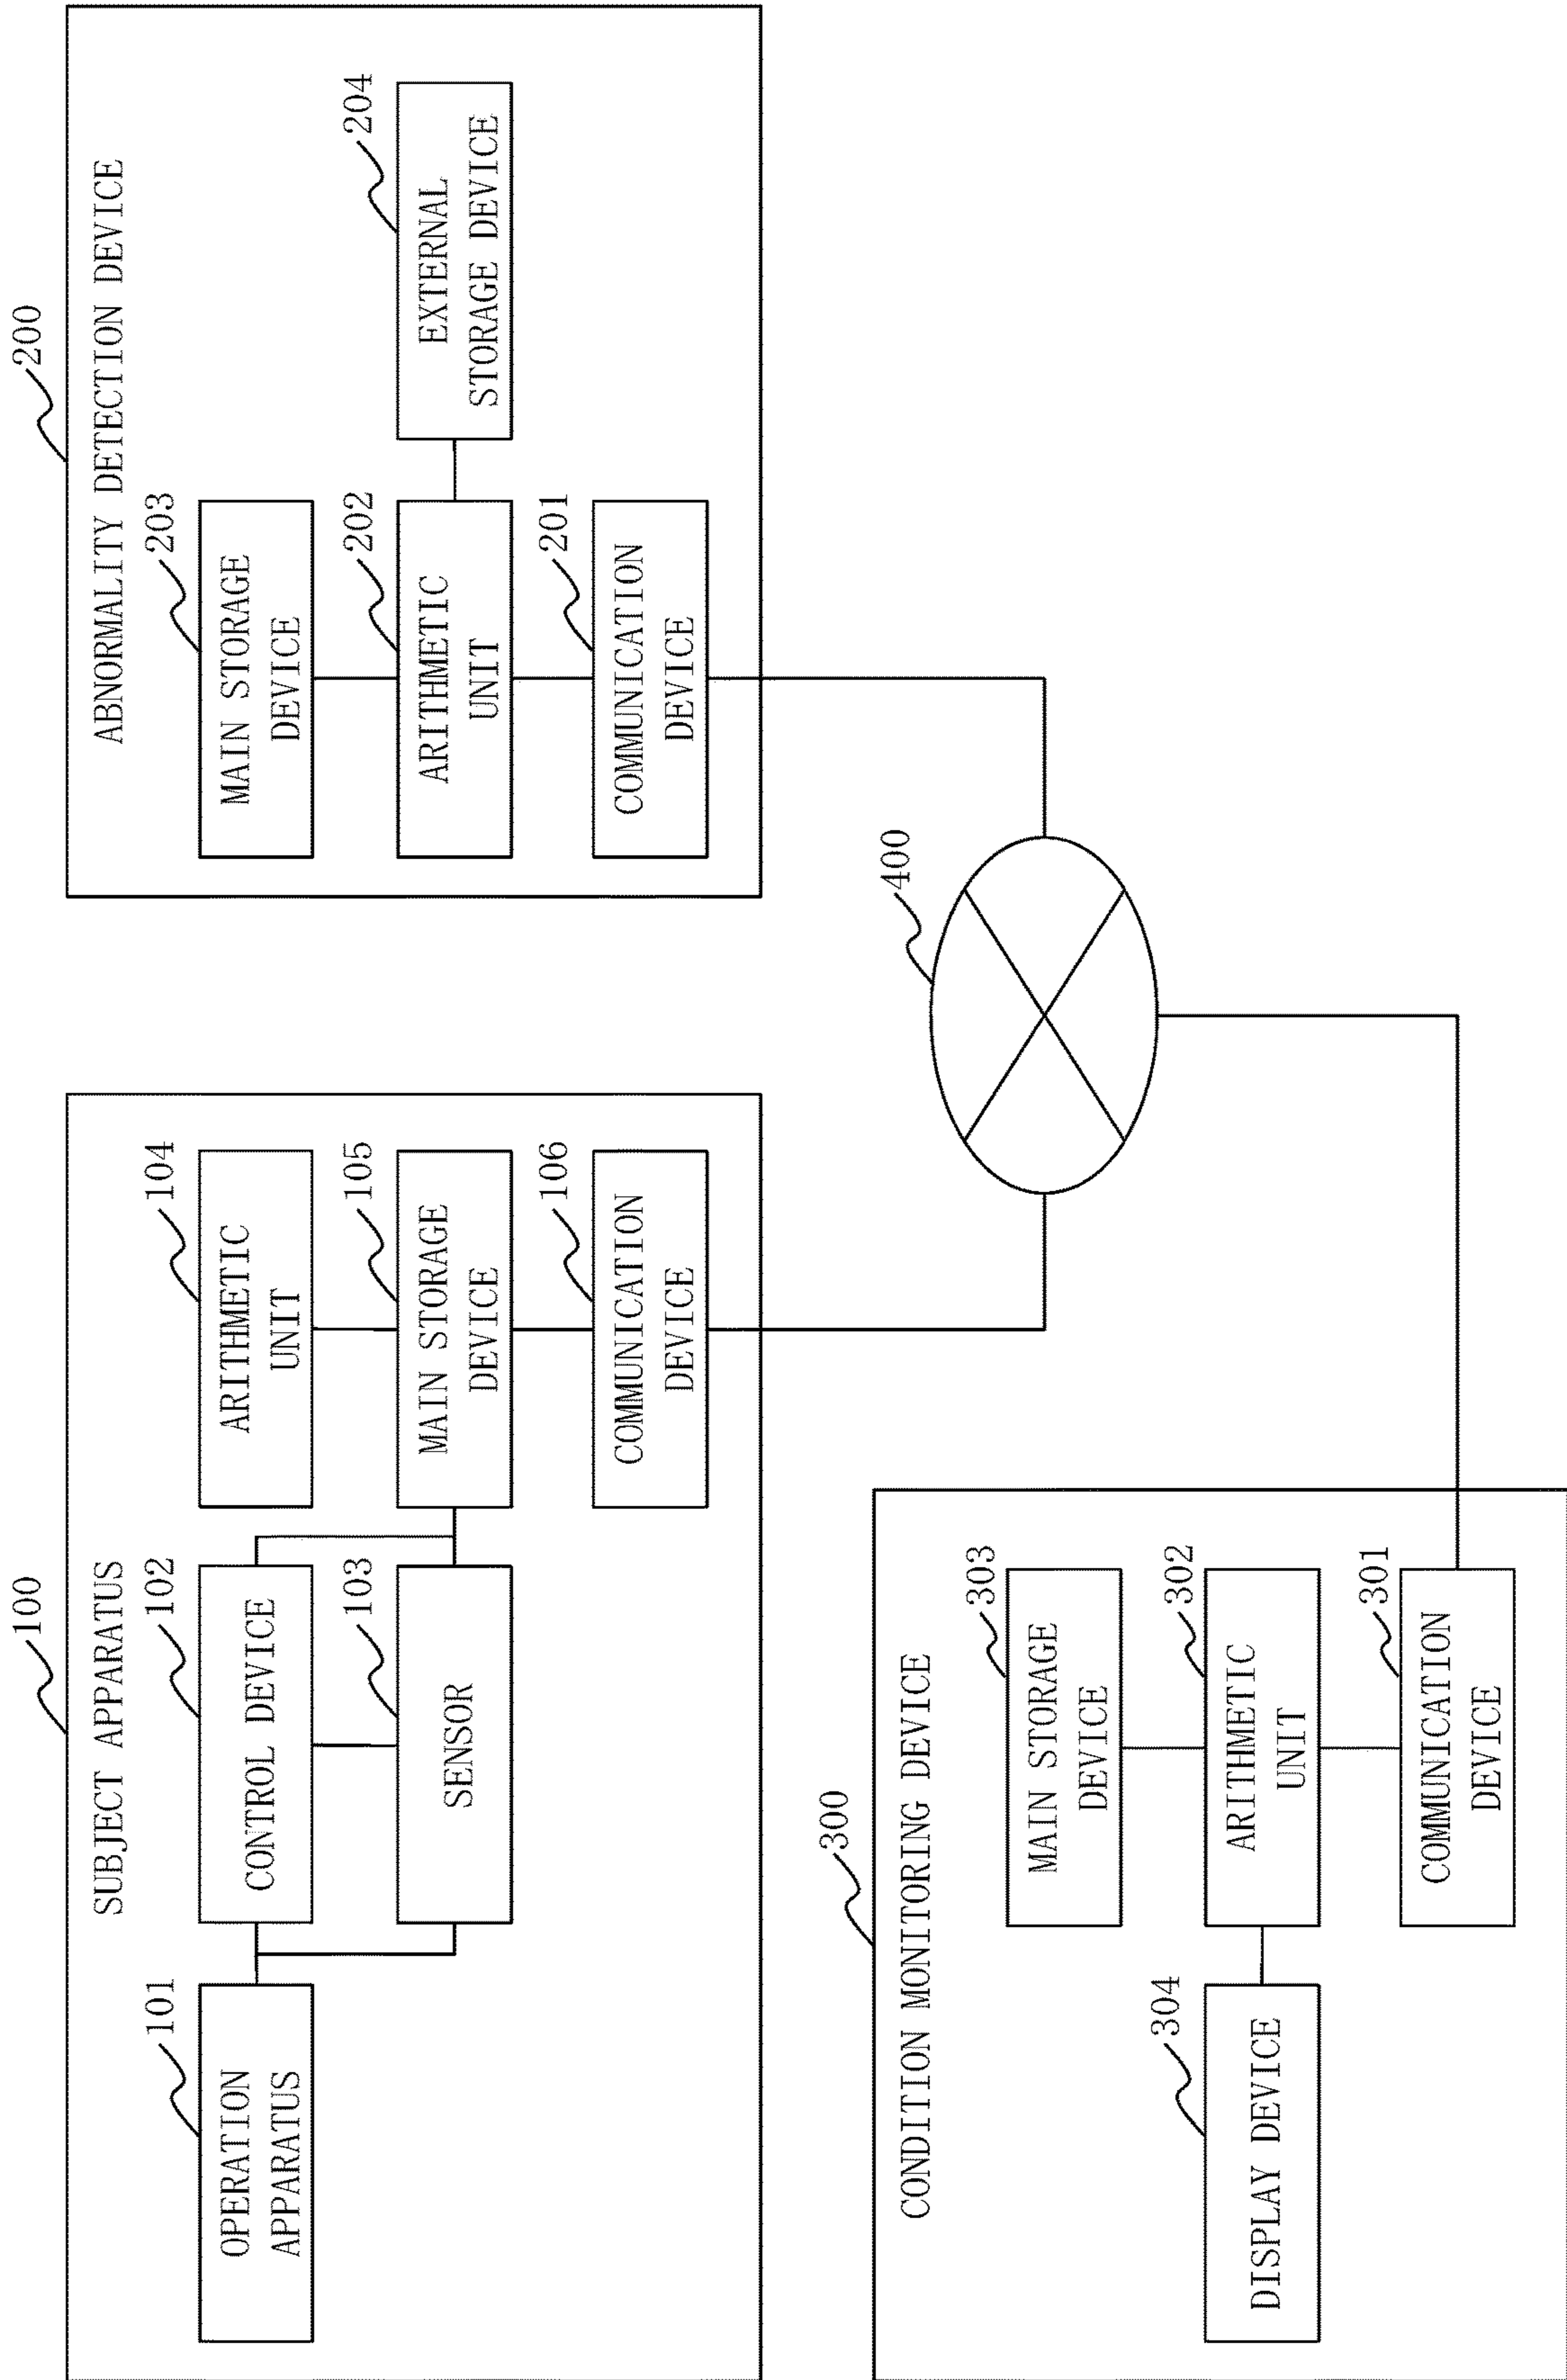 100
SUBJECT APPARATUS
101
OPERATION
APPARATUS
102
CONTROL DEVICE
103
SENSOR
104
ARITHMETIC
UNIT
105
MAIN STORAGE
DEVICE
106
COMMUNICATION
DEVICE
200
ABNORMALITY DETECTION DEVICE
203
MAIN STORAGE
DEVICE
202
ARITHMETIC
UNIT
201
COMMUNICATION
DEVICE
204
EXTERNAL
STORAGE DEVICE
400
300
CONDITION MONITORING DEVICE
303
MAIN STORAGE
DEVICE
304
DISPLAY DEVICE
302
ARITHMETIC
UNIT
301
COMMUNICATION
DEVICE